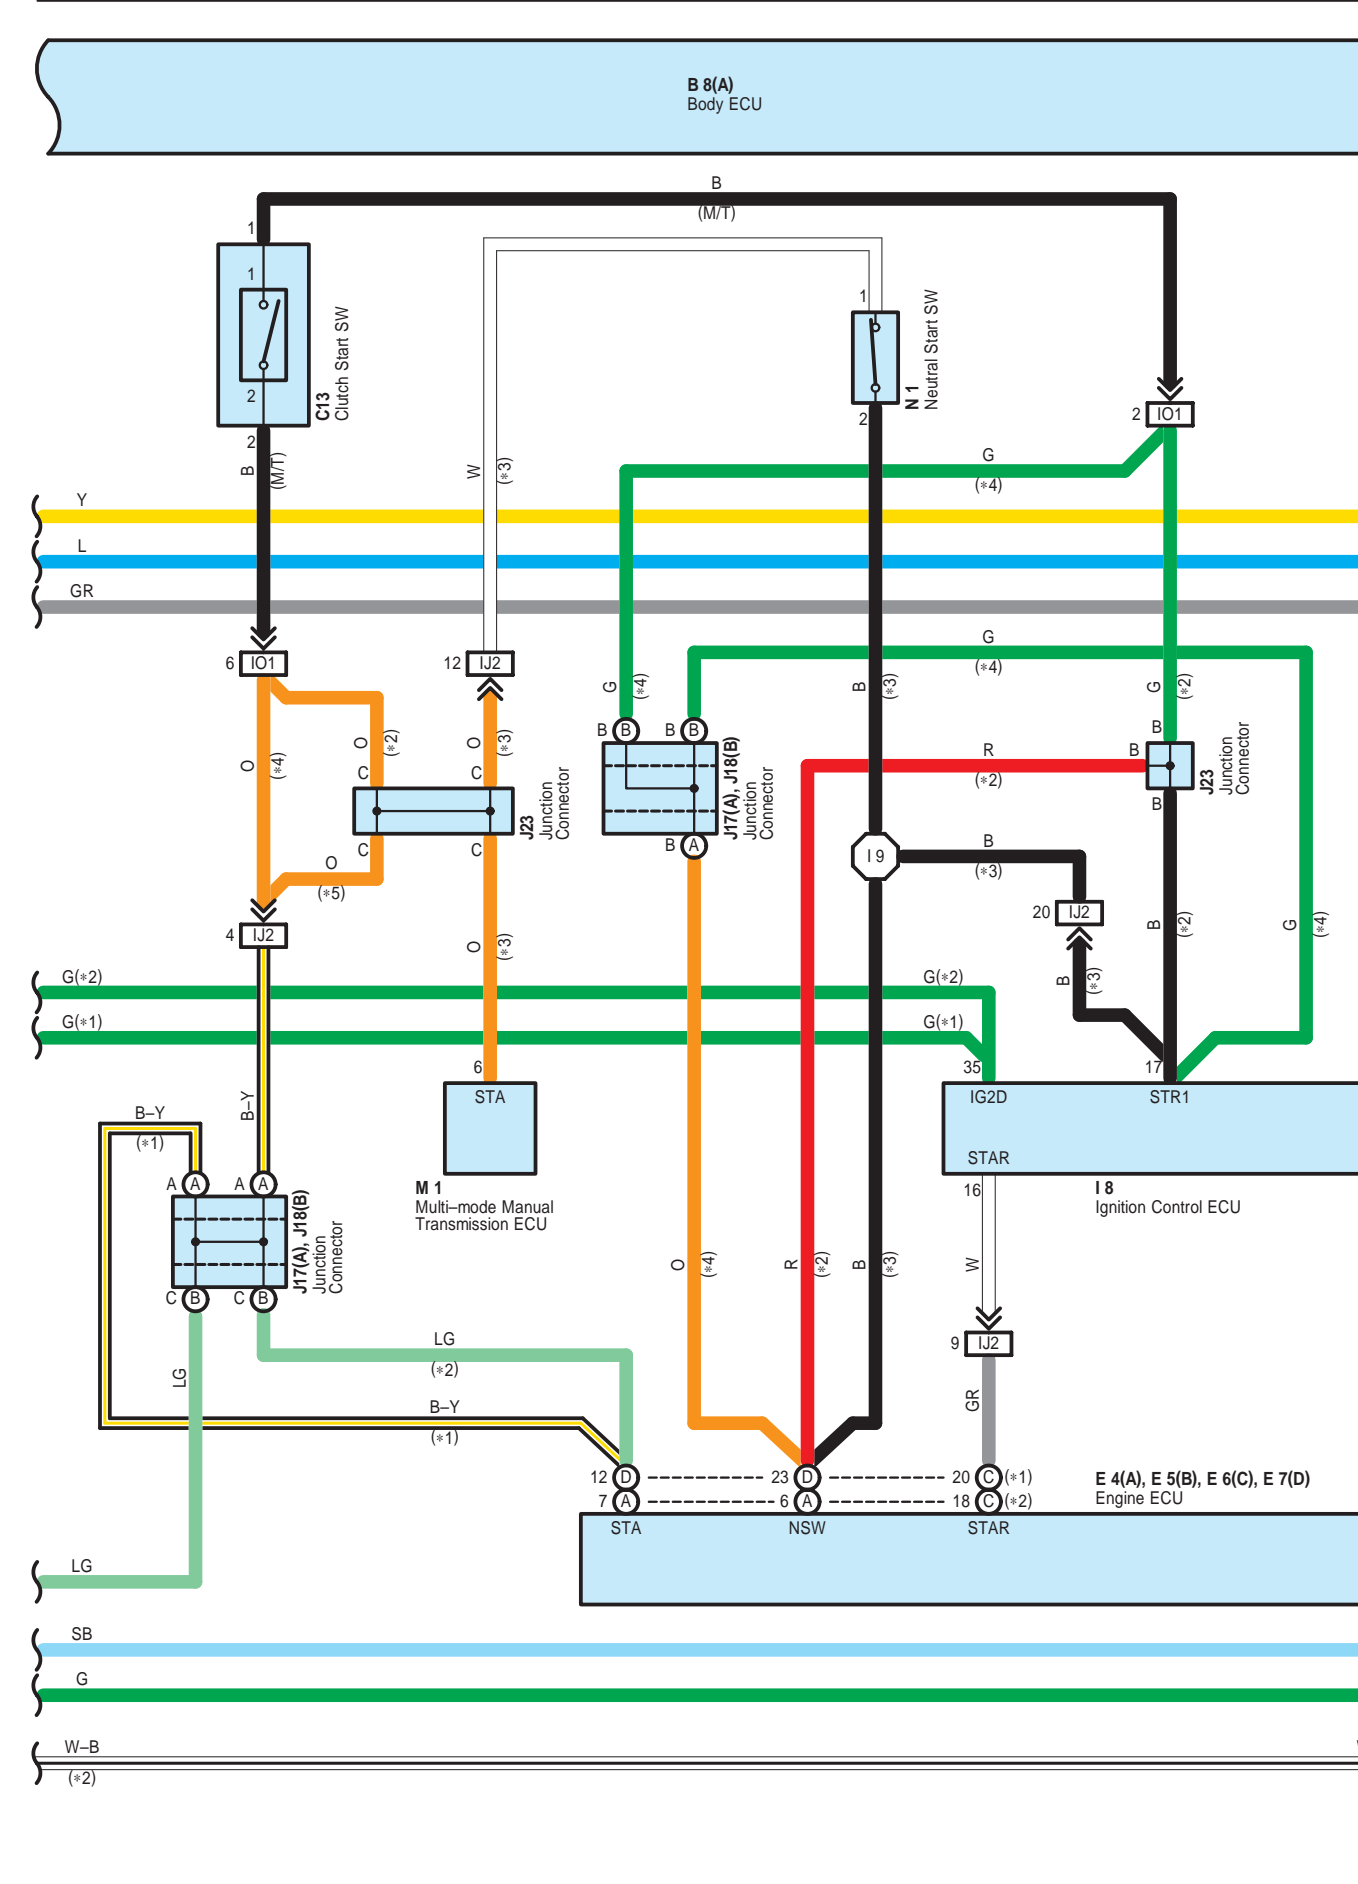 B 8(A)
Body ECU
B
(M/T)
1
1
2
2
C13
Clutch Start SW
B
(M/T)
W
(*3)
1
2
N 1
Neutral Start SW
2 IO1
G
(*4)
Y
L
GR
6 IO1
12 IJ2
G
(*4)
B
(*3)
G
(*4)
G
(*2)
O
(*4)
O
(*2)
O
(*3)
C
C
J23
Junction
Connector
C
C
O
(*5)
B B
B B
J17(A), J18(B)
Junction
Connector
B A
R
(*2)
B
B
B
J23
Junction
Connector
I 9
B
(*3)
20 IJ2
B
(*3)
B
(*2)
G
(*4)
4 IJ2
O
(*3)
G(*2)
G(*2)
G(*1)
G(*1)
6
35
17
STA
IG2D
STR1
STAR
M 1
Multi–mode Manual
Transmission ECU
16
I 8
Ignition Control ECU
B–Y
(*1)
B–Y
A A
A A
J17(A), J18(B)
Junction
Connector
C B
C B
O
(*4)
R
(*2)
B
(*3)
W
9 IJ2
GR
LG
LG
(*2)
B–Y
(*1)
12 D
23 D
20 C (*1)
7 A
6 A
18 C (*2)
E 4(A), E 5(B), E 6(C), E 7(D)
Engine ECU
STA
NSW
STAR
LG
SB
G
W–B
(*2)